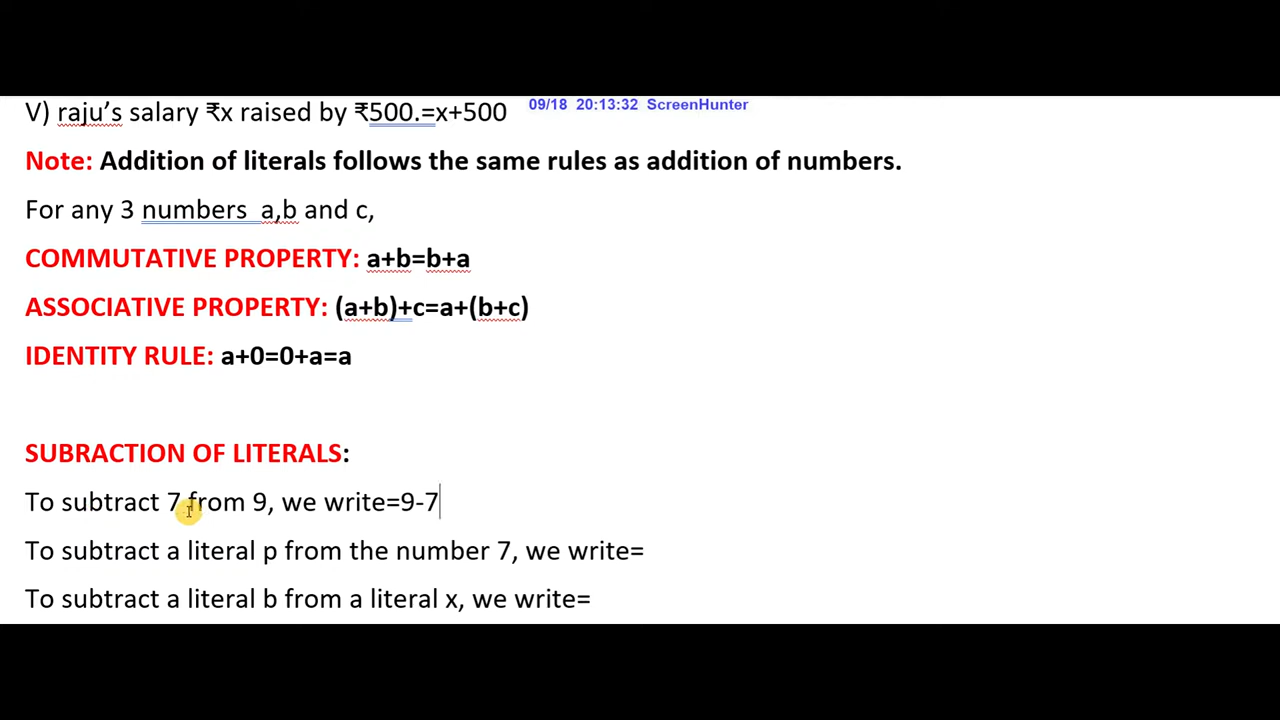 V) raju’s salary ₹x raised by ₹500.=x+500
09/18 20:13:32 ScreenHunter
Note: Addition of literals follows the same rules as addition of numbers.
For any 3 numbers a,b and c,
COMMUTATIVE PROPERTY: a+b=b+a
ASSOCIATIVE PROPERTY: (a+b)+c=a+(b+c)
IDENTITY RULE: a+0=0+a=a
SUBRACTION OF LITERALS:
To subtract 7 from 9, we write=9-7
To subtract a literal p from the number 7, we write=
To subtract a literal b from a literal x, we write=